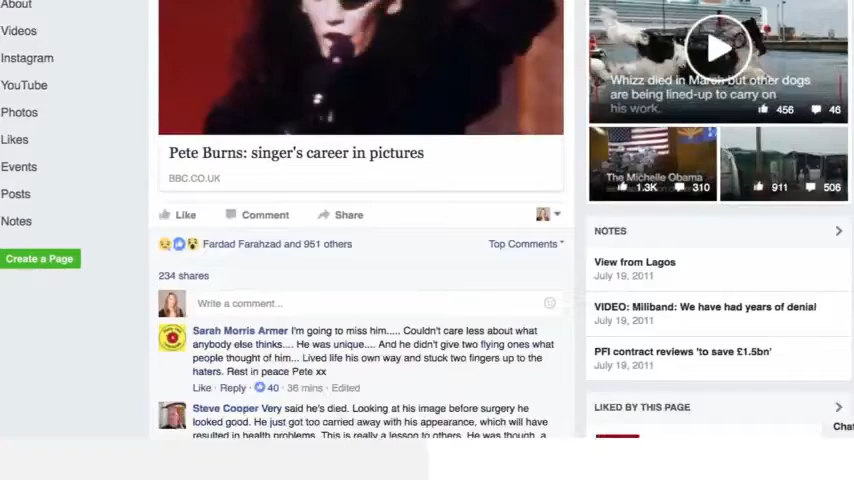 About
Videos
Instagram
YouTube
Photos
Likes
Events
Posts
Notes
Create a Page
Pete Burns: singer's career in pictures
BBC.CO.UK
Like Comment Share
Fardad Farahzad and 951 others Top Comments
234 shares
Write a comment...
Sarah Morris Armer I'm going to miss him..... Couldn't care less about what
anybody else thinks.... He was unique.... And he didn't give two flying ones what
people thought of him... Lived life his own way and stuck two fingers up to the
haters. Rest in peace Pete xx
Like · Reply · 40 · 36 mins · Edited
Steve Cooper Very said he's died. Looking at his image before surgery he
looked good. He just got too carried away with his appearance, which will have
resulted in health problems. This is really a lesson to others. He was though, a
Whizz died in March but other dogs
are being lined-up to carry on
his work.
456 46
The Michelle Obama
1.3K 310
911 506
NOTES
View from Lagos
July 19, 2011
VIDEO: Miliband: We have had years of denial
July 19, 2011
PFI contract reviews 'to save £1.5bn'
July 19, 2011
LIKED BY THIS PAGE
Chat